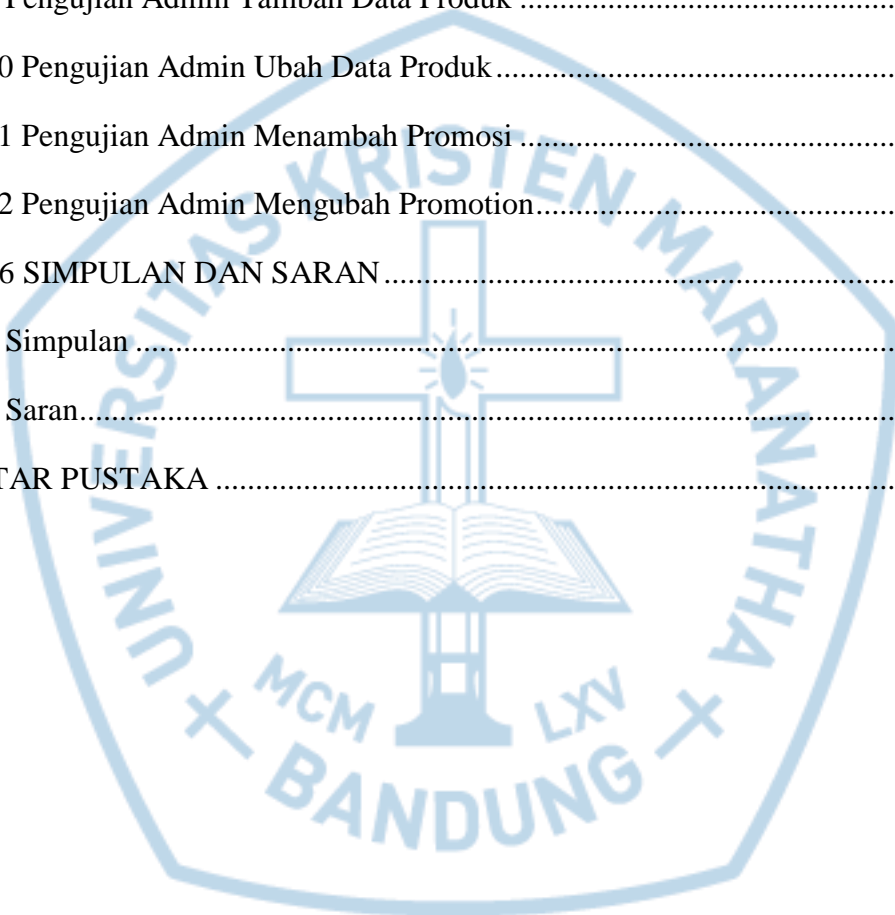 Pengujian Admin Tambah Data Produk ................................................
0 Pengujian Admin Ubah Data Produk ................................................
1 Pengujian Admin Menambah Promosi ................................................
2 Pengujian Admin Mengubah Promotion ................................................
6 SIMPULAN DAN SARAN ................................................
Simpulan ................................................
Saran ................................................
TAR PUSTAKA ................................................
UNIVERSITAS KRISTEN MARANATHA
MCM LXV
BANDUNG